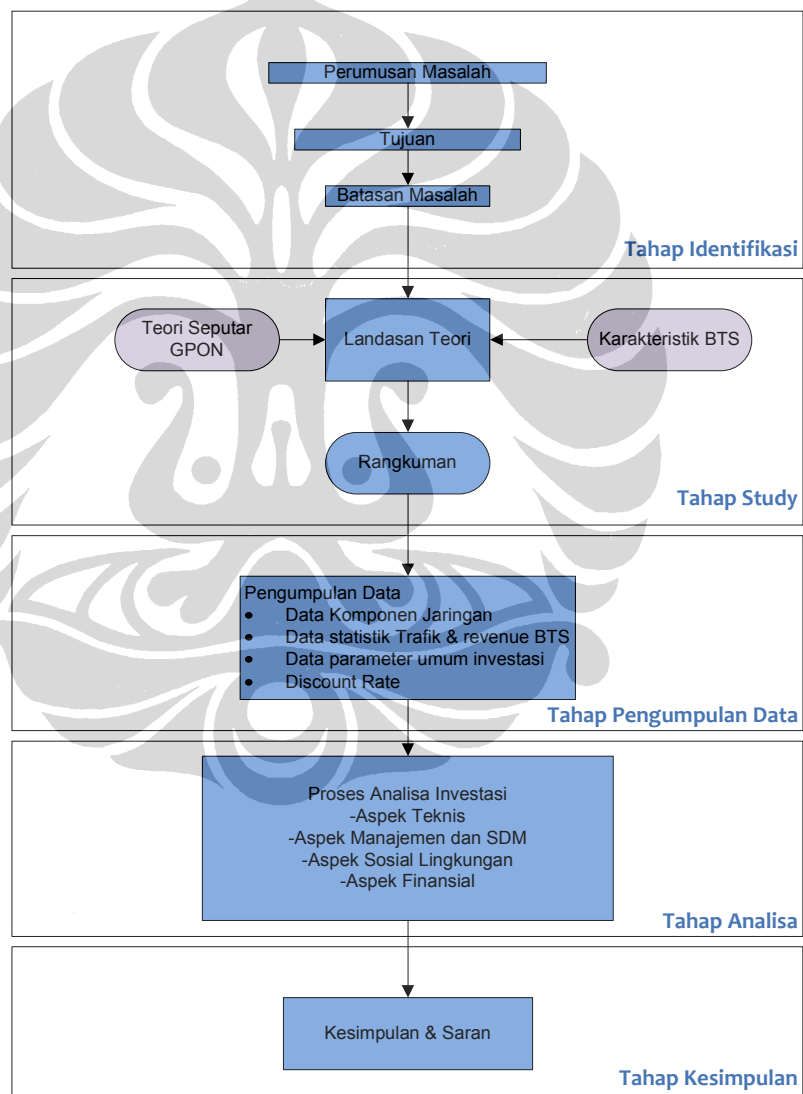 Perumusan Masalah
Tujuan
Batasan Masalah
Tahap Identifikasi
Teori Seputar
GPON
Landasan Teori
Karakteristik BTS
Rangkuman
Tahap Study
Pengumpulan Data
• Data Komponen Jaringan
• Data statistik Trafik & revenue BTS
• Data parameter umum investasi
• Discount Rate
Tahap Pengumpulan Data
Proses Analisa Investasi
-Aspek Teknis
-Aspek Manajemen dan SDM
-Aspek Sosial Lingkungan
-Aspek Finansial
Tahap Analisa
Kesimpulan & Saran
Tahap Kesimpulan